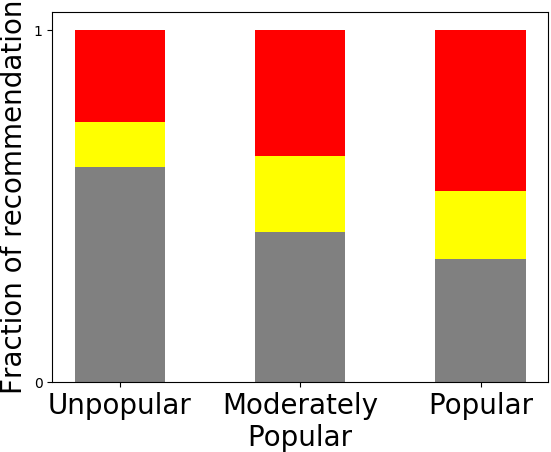 Fraction of recommendation
1
0
Unpopular
Moderately
Popular
Popular